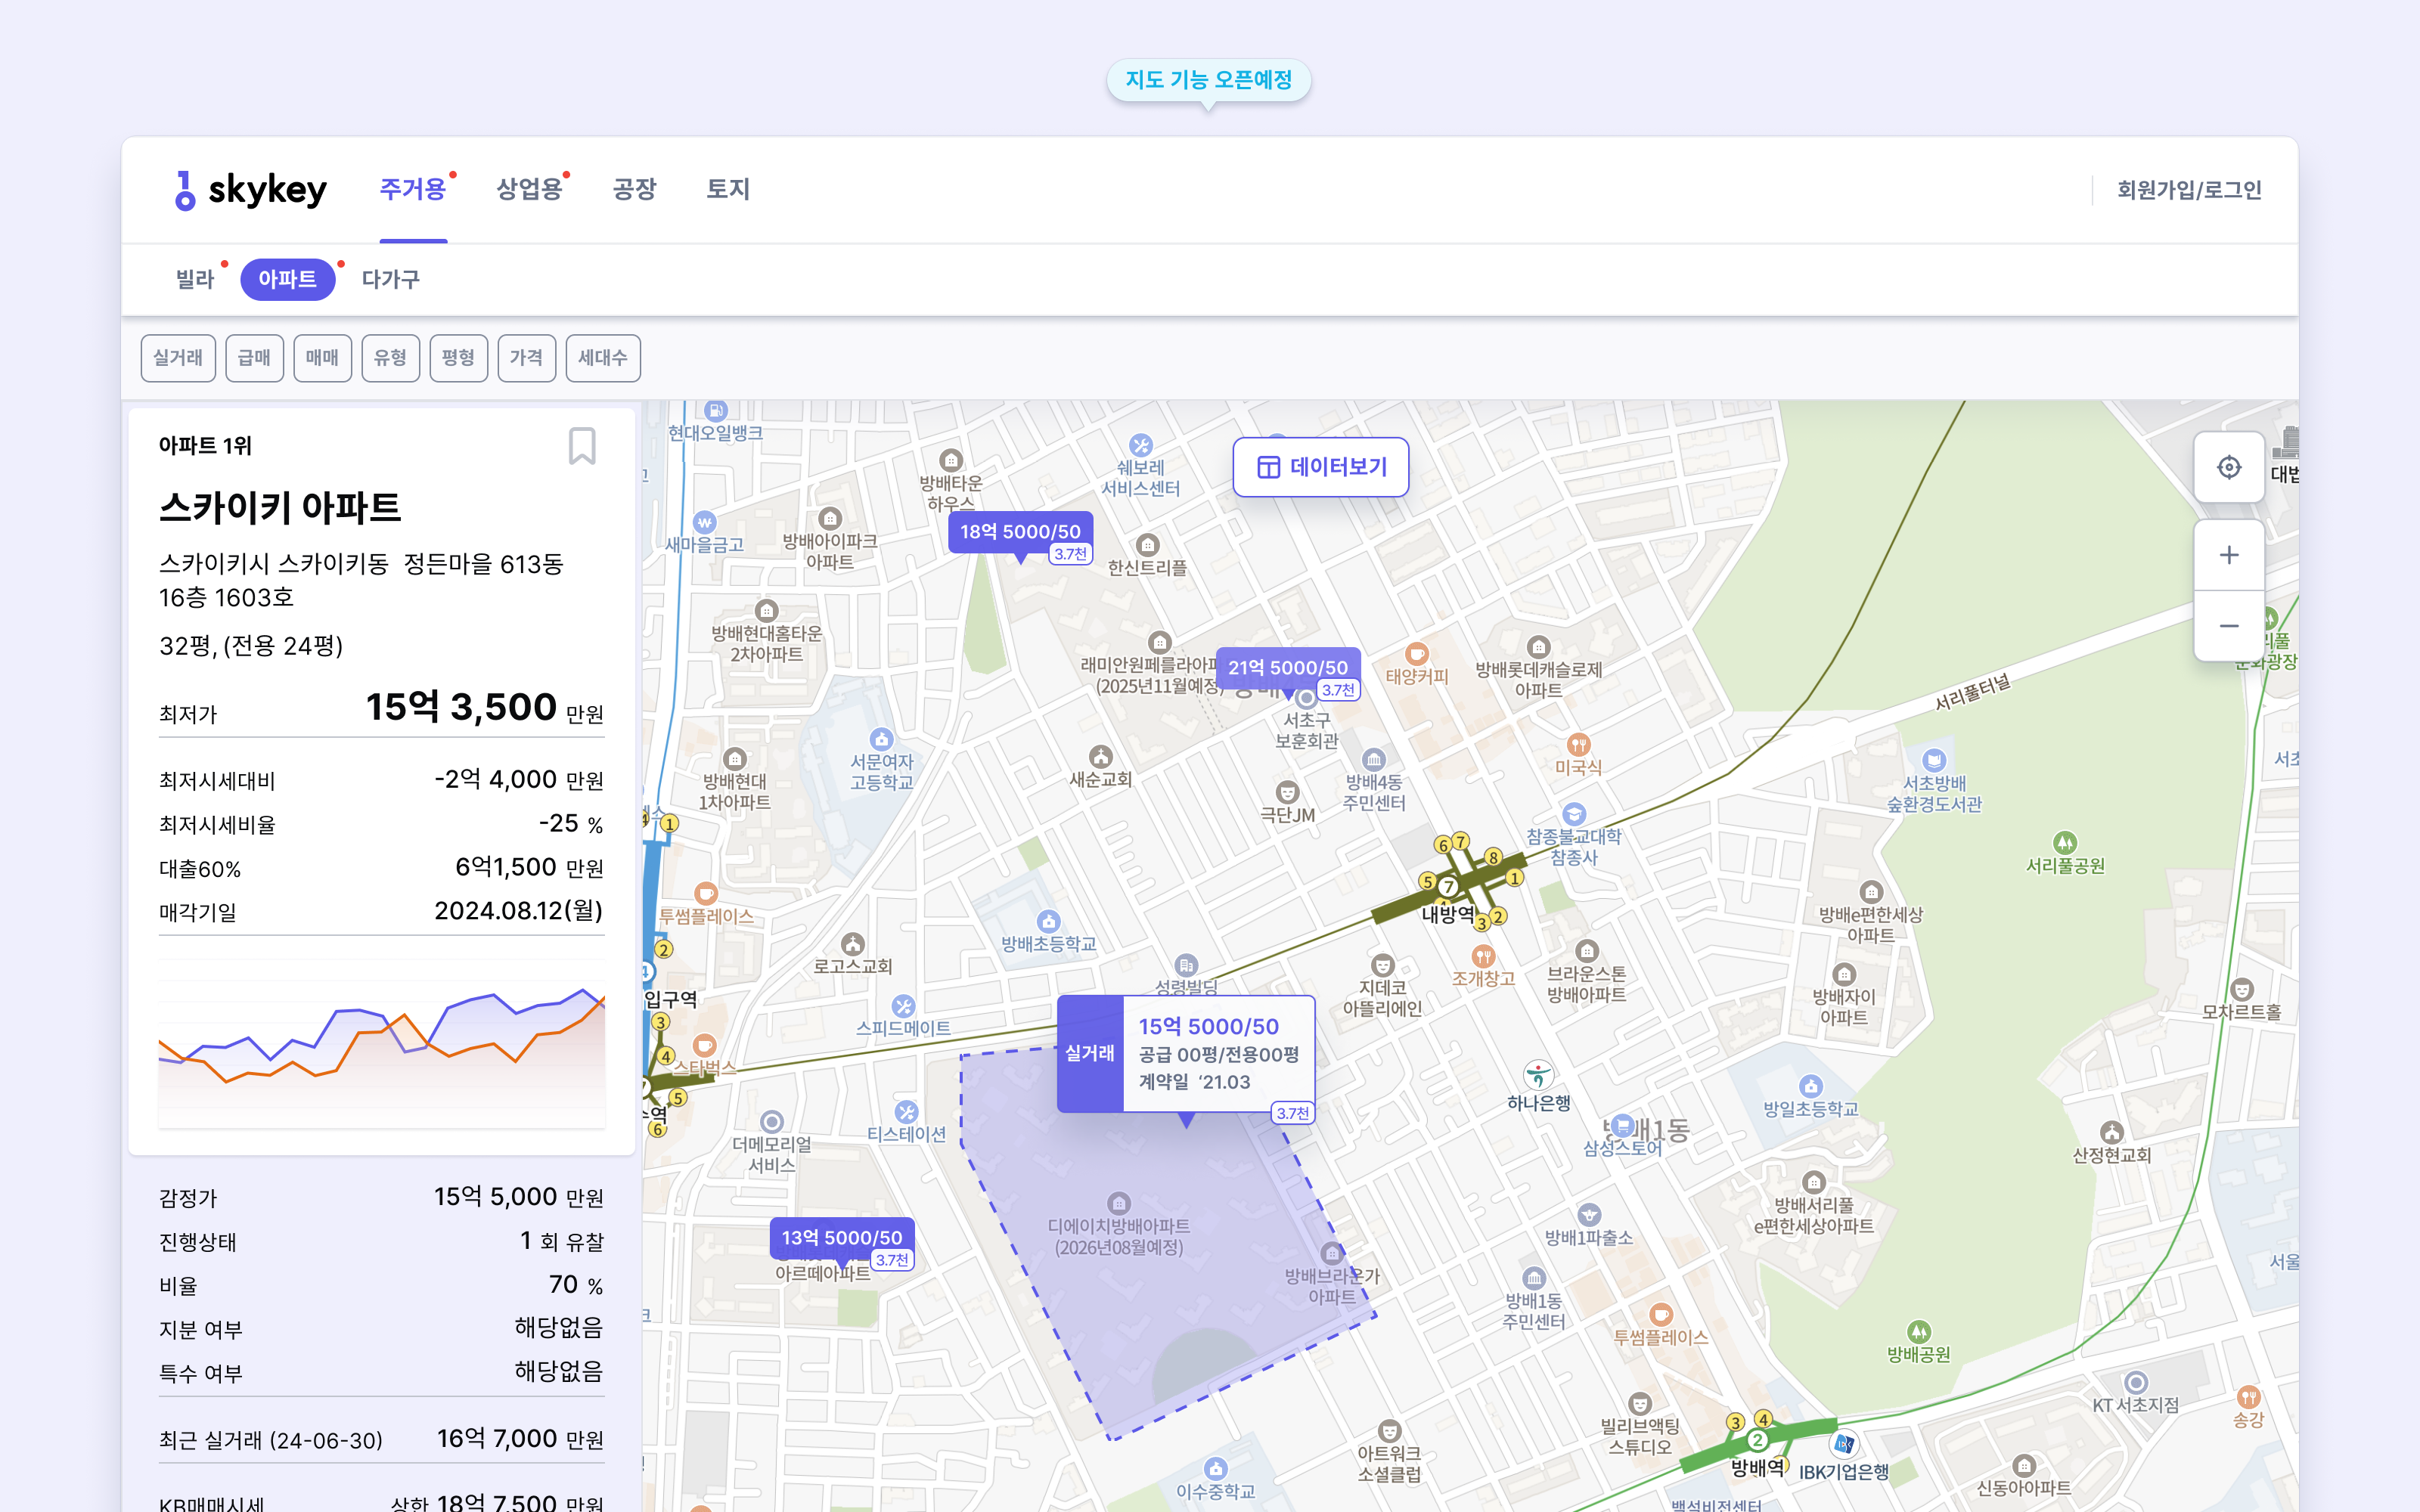 지도 기능 오픈예정
skykey
주거용
상업용
공장
토지
회원가입/로그인
빌라
아파트
다가구
실거래
급매
매매
유형
평형
가격
세대수
아파트 1위
스카이키 아파트
스카이키시 스카이키동 정든마을 613동
16층 1603호
32평, (전용 24평)
최저가 15억 3,500 만원
최저시세대비 -2억 4,000 만원
최저시세비율 -25 %
대출60% 6억1,500 만원
매각기일 2024.08.12(월)
감정가 15억 5,000 만원
진행상태 1 회 유찰
비율 70 %
지분 여부 해당없음
특수 여부 해당없음
최근 실거래 (24-06-30) 16억 7,000 만원
KB매매시세 상한 18억 7,500 만원
데이터보기
현대오일뱅크
방배타운
하우스
쉐보레
서비스센터
새마을금고
방배아이파크
아파트
18억 5000/50
3.7천
한신트리플
방배현대홈타운
2차아파트
래미안원페를라아파
(2025년11월예정)
21억 5000/50
3.7천
서초구
보훈회관
태양커피
방배롯데캐슬로제
아파트
서리풀터널
방배현대
1차아파트
서문여자
고등학교
새순교회
극단JM
방배4동
주민센터
미국식
참종불교대학
참종사
서초방배
숲환경도서관
서리풀공원
1
6
7
8
5
7
1
내방역
3
2
투썸플레이스
2
로고스교회
방배초등학교
성령빌딩
조개창고
지데코
아뜰리에인
브라운스톤
방배아파트
방배e편한세상
아파트
방배자이
아파트
모차르트홀
입구역
3
4
스타벅스
5
6
스피드메이트
실거래
15억 5000/50
공급 00평/전용00평
계약일 ‘21.03
3.7천
하나은행
방배1동
삼성스토어
방일초등학교
산정현교회
더메모리얼
서비스
티스테이션
디에이치방배아파트
(2026년08월예정)
방배브라운가
아파트
13억 5000/50
3.7천
아르떼아파트
방배1파출소
방배서리풀
e편한세상아파트
방배1동
주민센터
투썸플레이스
방배공원
KT 서초지점
송강
빌리브액팅
스튜디오
아트워크
소셜클럽
3
4
2
방배역
IBK기업은행
신동아아파트
이수중학교
백석비전센터